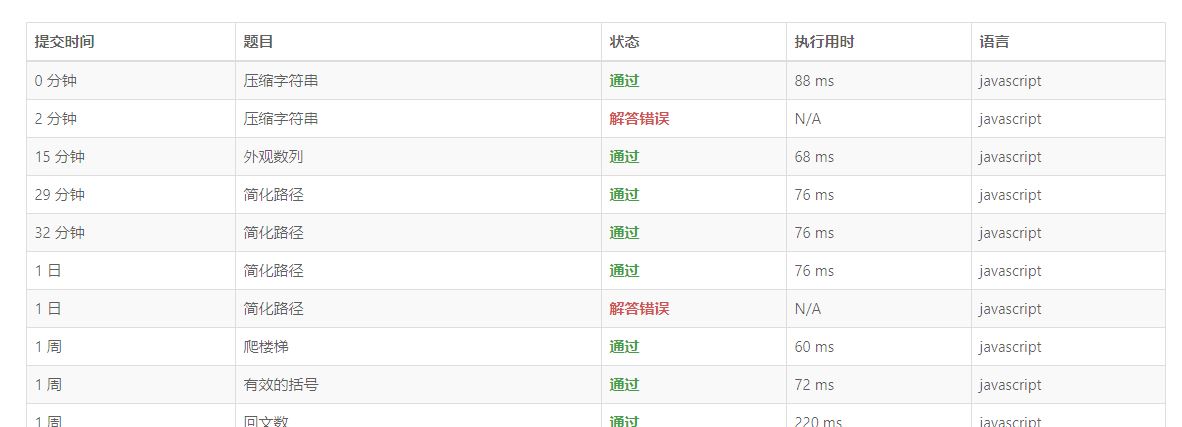 提交时间 题目 状态 执行用时 语言
0 分钟 压缩字符串 通过 88 ms javascript
2 分钟 压缩字符串 解答错误 N/A javascript
15 分钟 外观数列 通过 68 ms javascript
29 分钟 简化路径 通过 76 ms javascript
32 分钟 简化路径 通过 76 ms javascript
1 日 简化路径 通过 76 ms javascript
1 日 简化路径 解答错误 N/A javascript
1 周 爬楼梯 通过 60 ms javascript
1 周 有效的括号 通过 72 ms javascript
1 周 回文数 通过 220 ms javascript